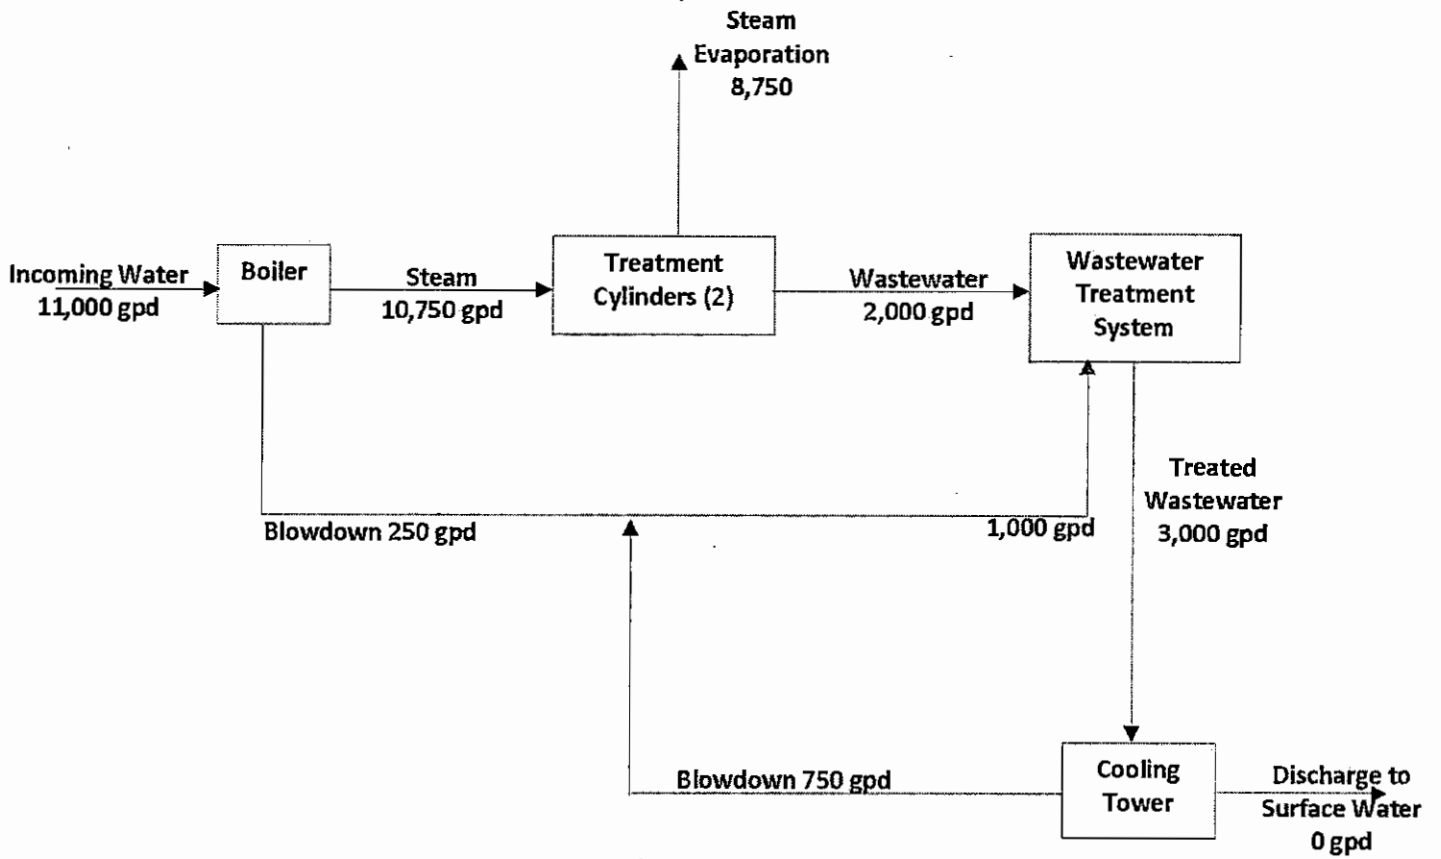 Steam
Evaporation
8,750
Incoming Water
11,000 gpd
Boiler
Steam
10,750 gpd
Treatment
Cylinders (2)
Wastewater
2,000 gpd
Wastewater
Treatment
System
Blowdown 250 gpd
1,000 gpd
Treated
Wastewater
3,000 gpd
Blowdown 750 gpd
Cooling
Tower
Discharge to
Surface Water
0 gpd